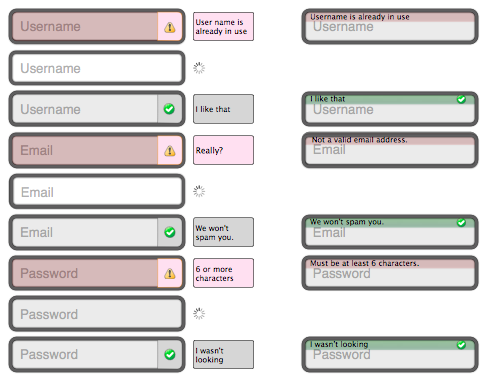 Username
User name is
already in use
Username is already in use
Username
Username
Username
I like that
I like that
Username
Email
Really?
Not a valid email address.
Email
Email
Email
We won't
spam you.
We won't spam you.
Email
Password
6 or more
characters
Must be at least 6 characters.
Password
Password
Password
I wasn't
looking
I wasn't looking
Password